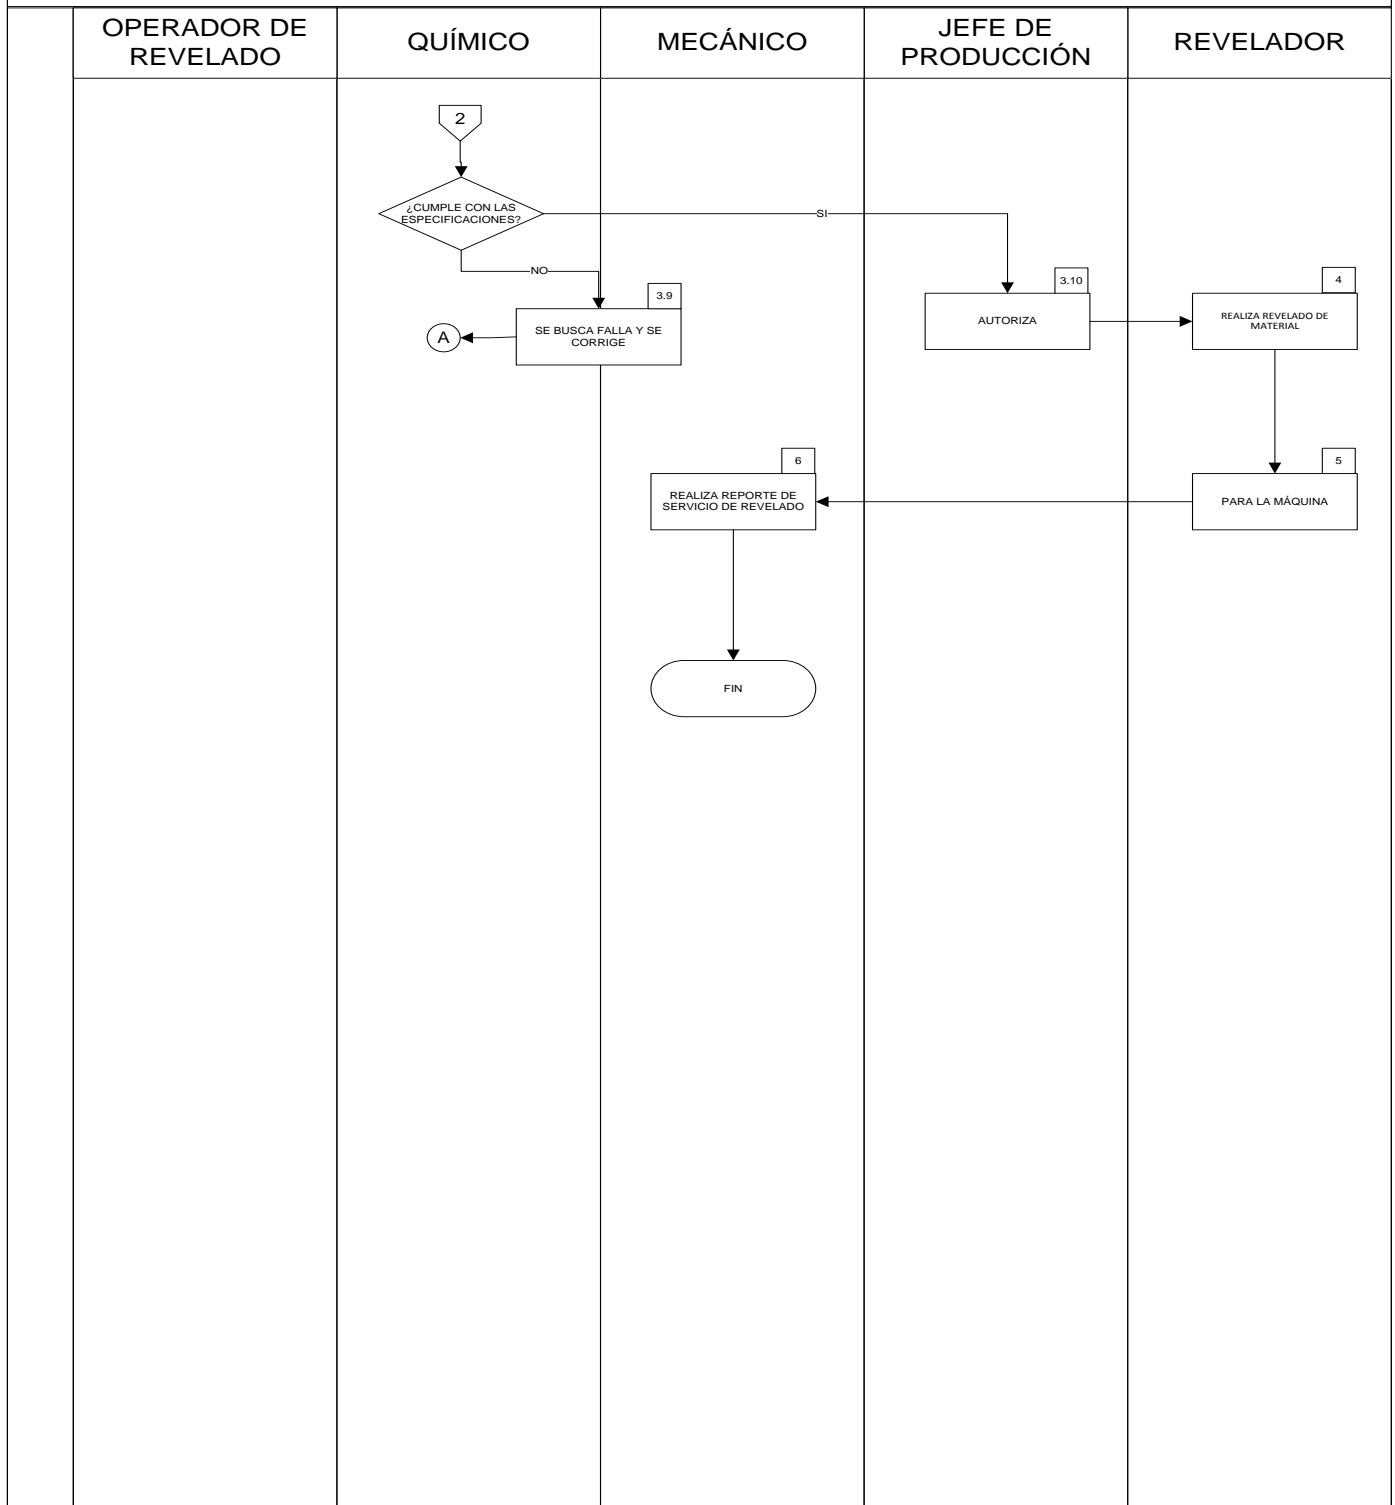 OPERADOR DE
REVELADO
QUÍMICO
MECÁNICO
JEFE DE
PRODUCCIÓN
REVELADOR
2
¿CUMPLE CON LAS
ESPECIFICACIONES?
SI
NO
3.9
SE BUSCA FALLA Y SE
CORRIGE
A
3.10
AUTORIZA
4
REALIZA REVELADO DE
MATERIAL
5
PARA LA MÁQUINA
6
REALIZA REPORTE DE
SERVICIO DE REVELADO
FIN